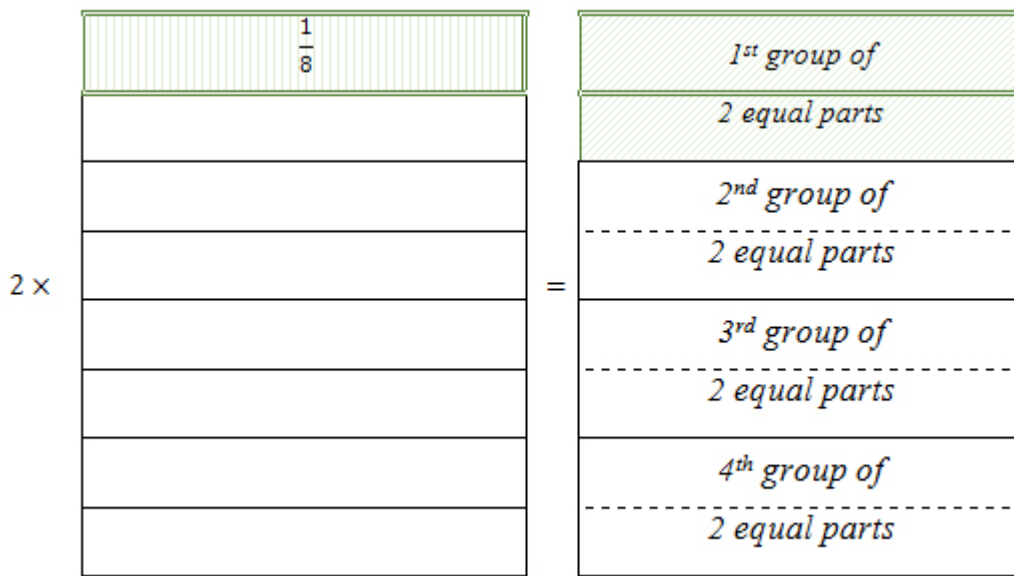 1/8
1st group of
2 equal parts
2nd group of
2 equal parts
2 × =
3rd group of
2 equal parts
4th group of
2 equal parts